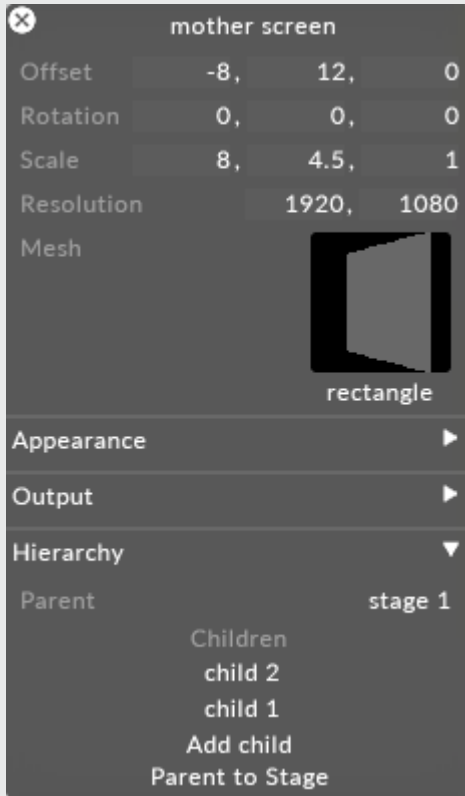 mother screen
Offset -8, 12, 0
Rotation 0, 0, 0
Scale 8, 4.5, 1
Resolution 1920, 1080
Mesh
rectangle
Appearance
Output
Hierarchy
Parent stage 1
Children
child 2
child 1
Add child
Parent to Stage